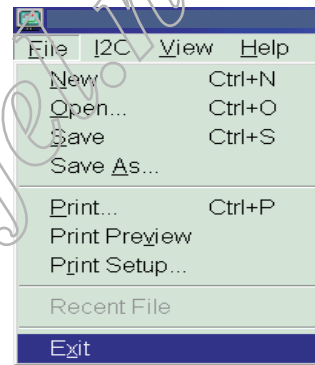 File I2C View Help
New Ctrl+N
Open... Ctrl+O
Save Ctrl+S
Save As...
Print... Ctrl+P
Print Preview
Print Setup...
Recent File
Exit